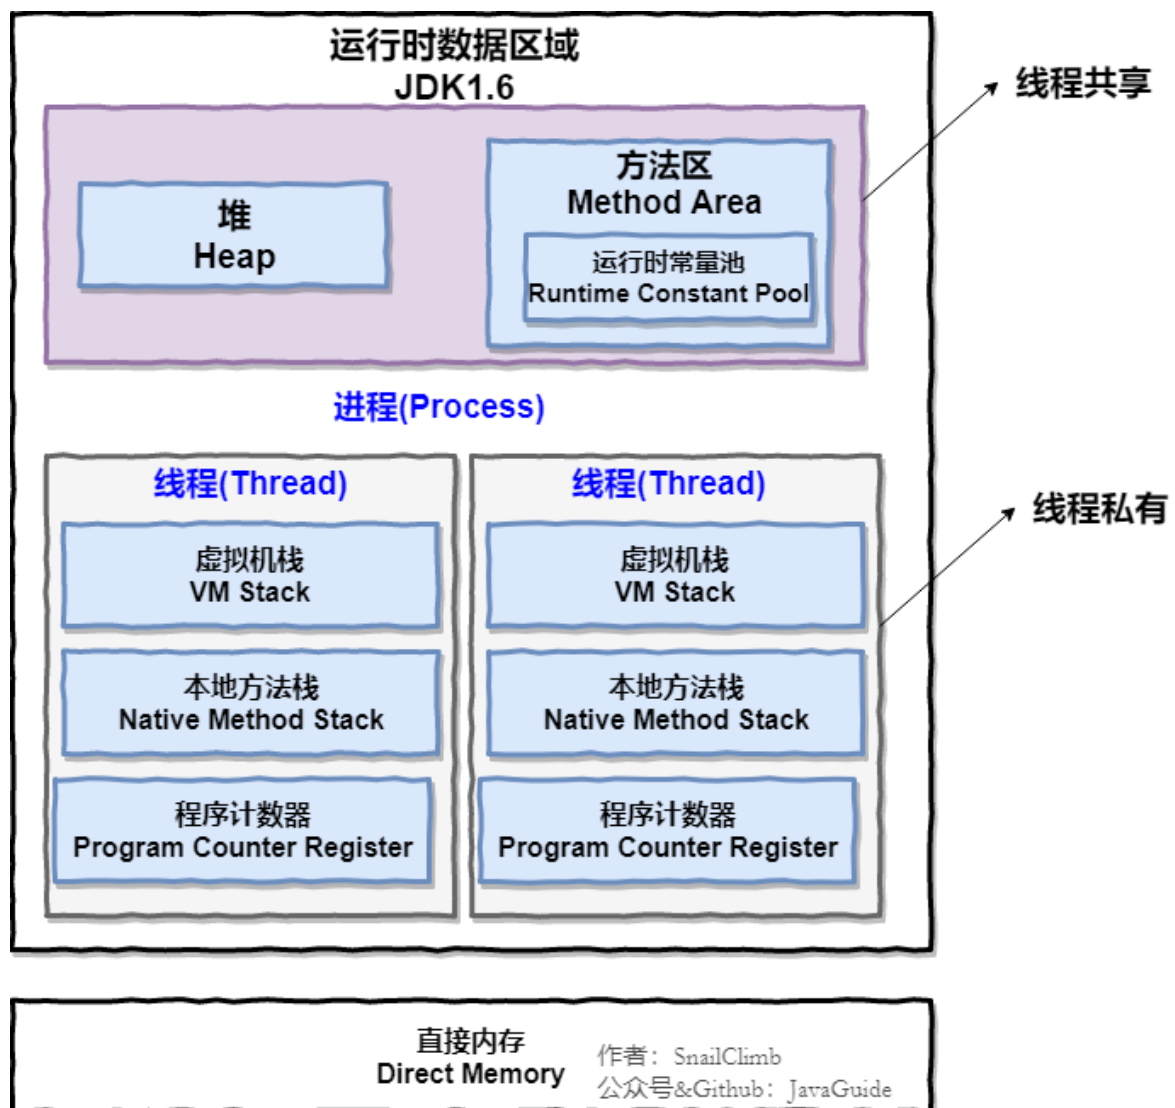 运行时数据区域
JDK1.6
线程共享
堆
Heap
方法区
Method Area
运行时常量池
Runtime Constant Pool
进程(Process)
线程(Thread)
虚拟机栈
VM Stack
本地方法栈
Native Method Stack
程序计数器
Program Counter Register
线程(Thread)
虚拟机栈
VM Stack
本地方法栈
Native Method Stack
程序计数器
Program Counter Register
线程私有
直接内存
Direct Memory
作者：SnailClimb
公众号&Github：JavaGuide